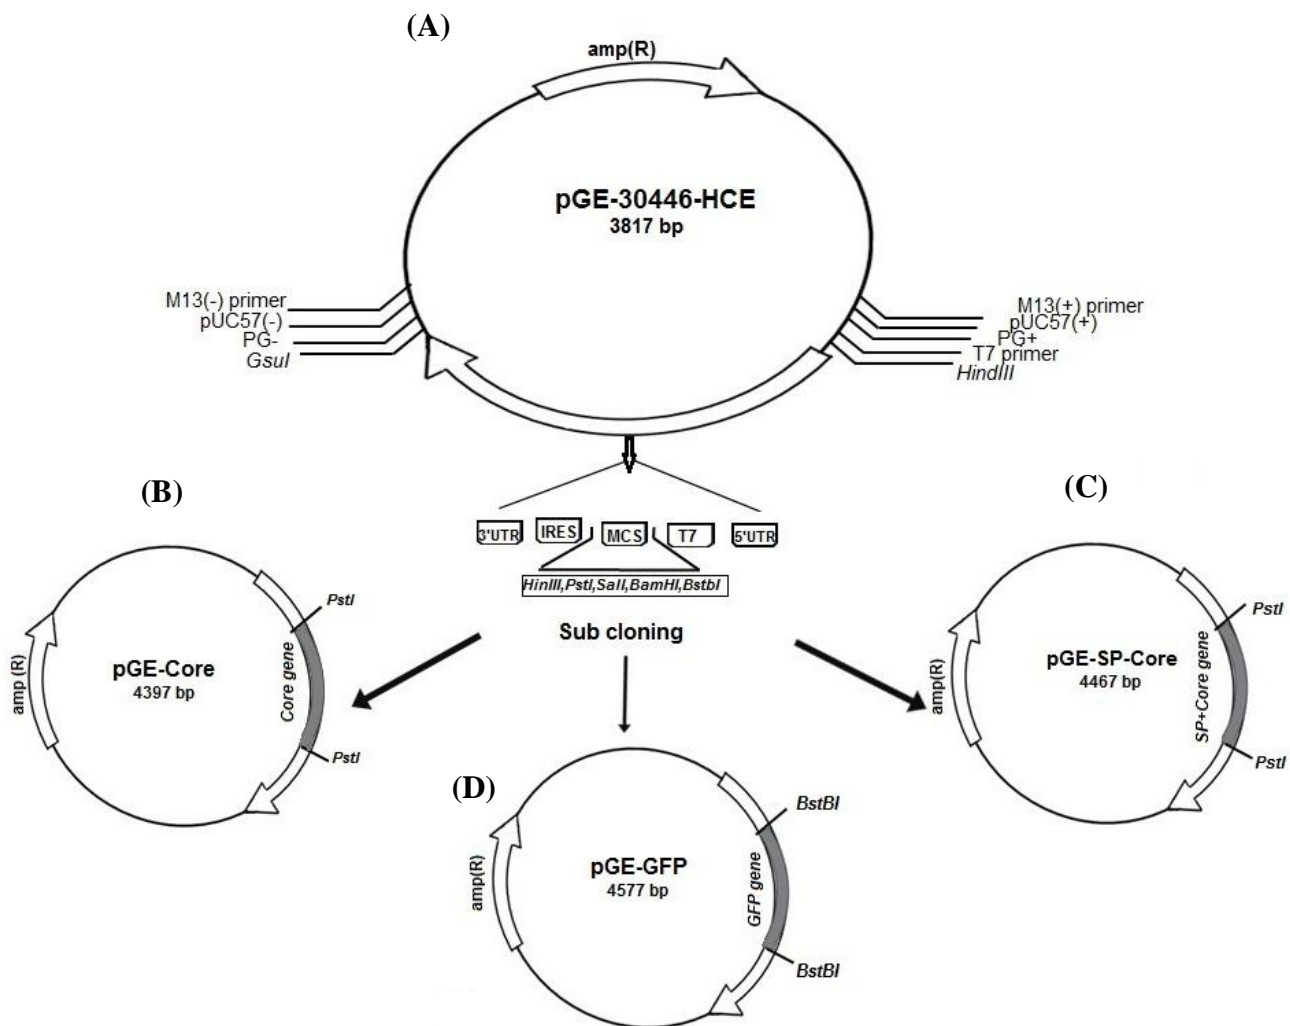 (A)
amp(R)
pGE-30446-HCE
3817 bp
M13(-) primer
pUC57(-)
PG-
GsuI
M13(+) primer
pUC57(+)
PG+
T7 primer
HindIII
3'UTR
IRES
MCS
T7
5'UTR
HinIII,PstI,SalI,BamHI,BstbI
Sub cloning
(B)
PstI
pGE-Core
4397 bp
amp (R)
Core gene
PstI
(C)
PstI
pGE-SP-Core
4467 bp
amp(R)
SP+Core gene
PstI
(D)
BstBI
pGE-GFP
4577 bp
amp(R)
GFP gene
BstBI